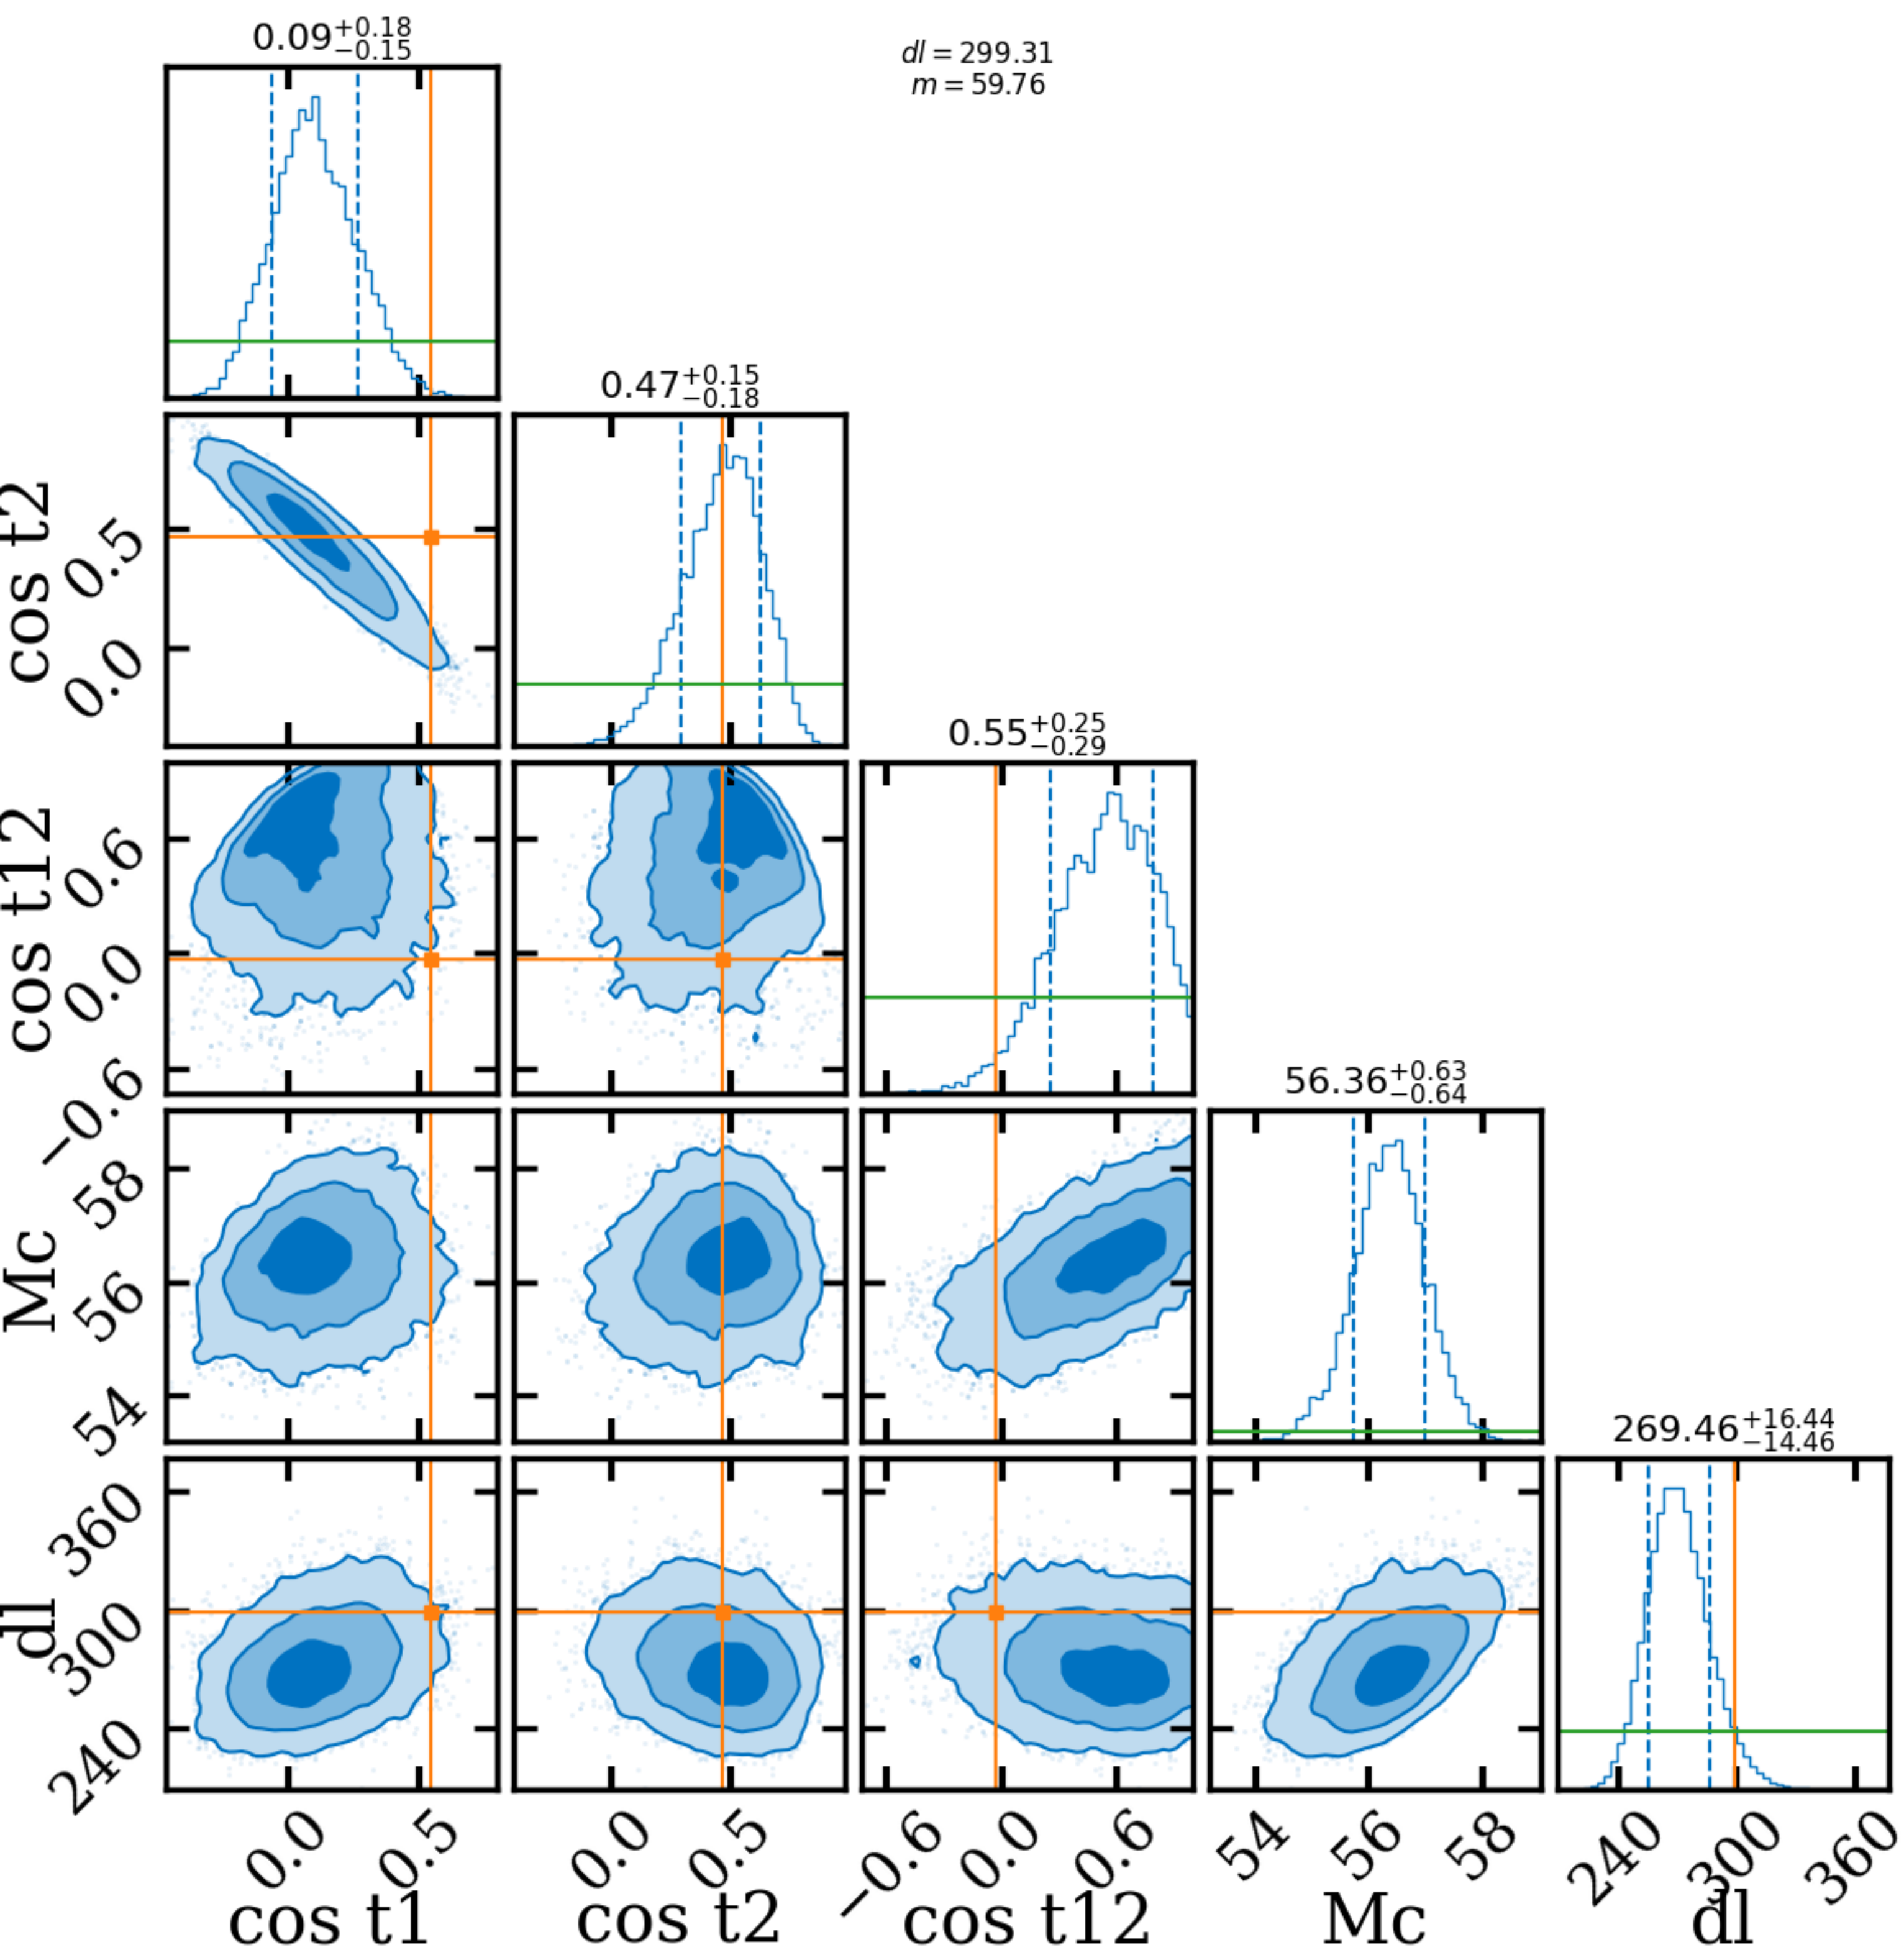 0.09+0.18−0.15
dl = 299.31
m = 59.76
0.47+0.15−0.18
cos t2
0.5
0.0
0.55+0.25−0.29
cos t12
0.6
0.0
−0.6
56.36+0.63−0.64
Mc
58
56
54
269.46+16.44−14.46
dl
360
300
240
0.0 0.5 0.0 0.5 −0.6 0.0 0.6 54 56 58 240 300 360
cos t1 cos t2 cos t12 Mc dl